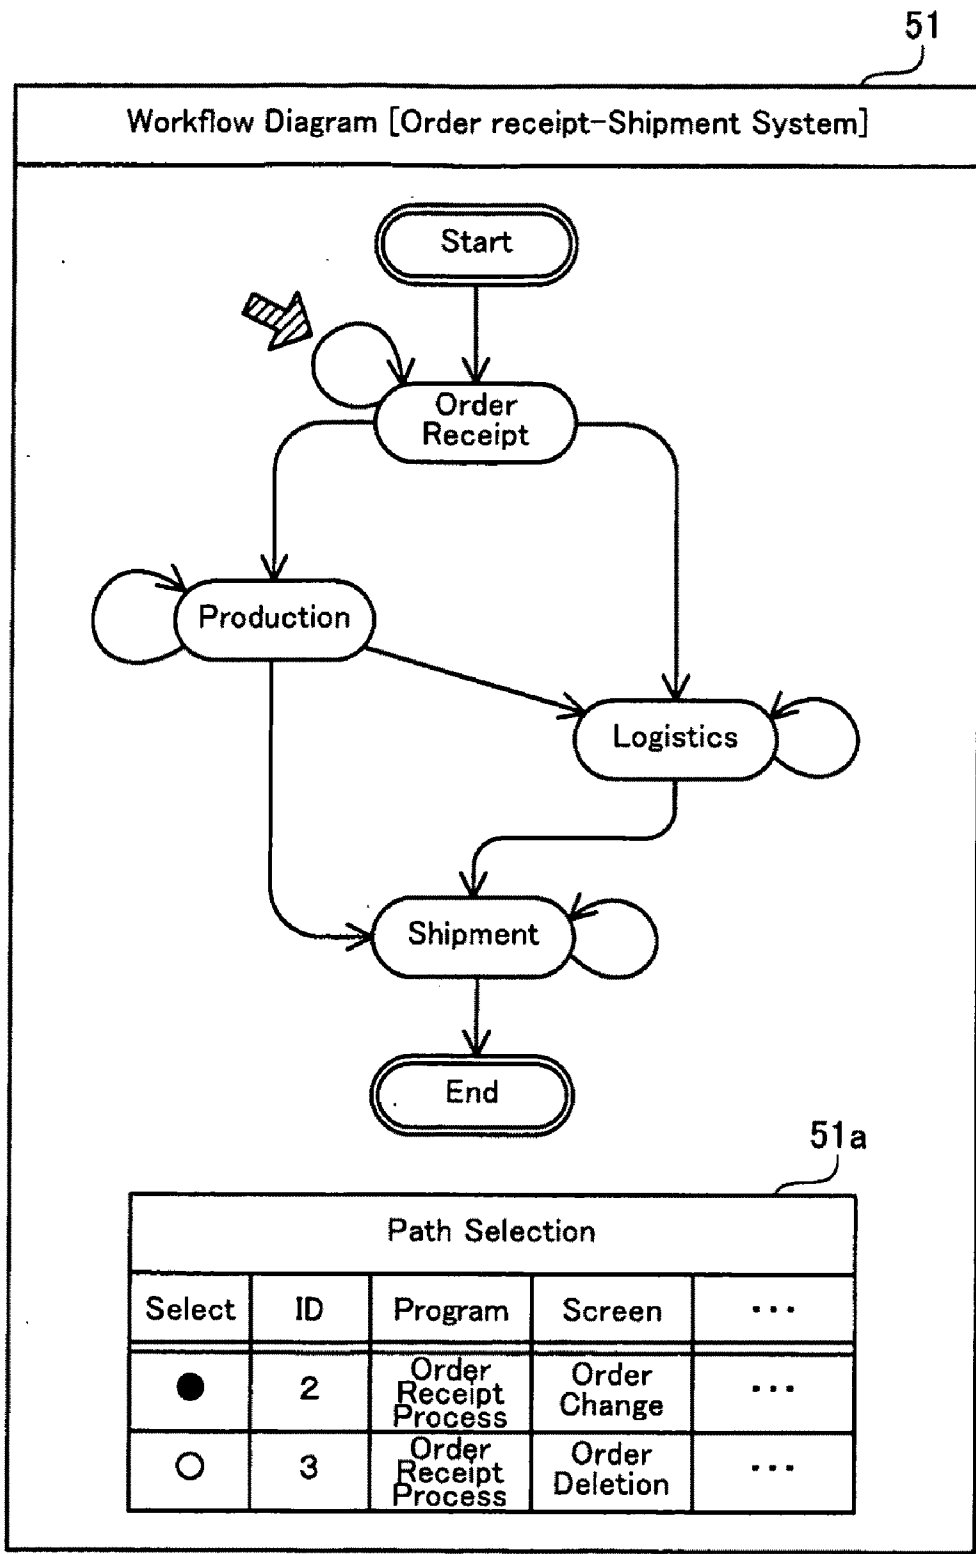 51
Workflow Diagram [Order receipt-Shipment System]
Start
Order
Receipt
Production
Logistics
Shipment
End
51a
Path Selection
Select ID Program Screen ...
● 2 Order Receipt Process Order Change ...
○ 3 Order Receipt Process Order Deletion ...